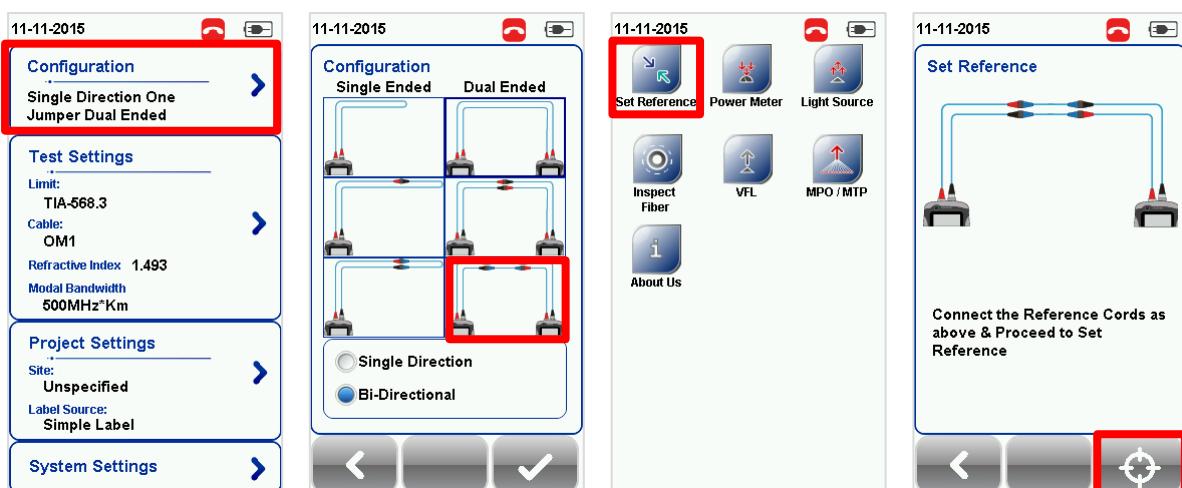 11-11-2015
Configuration
Single Direction One
Jumper Dual Ended
Test Settings
Limit:
TIA-568.3
Cable:
OM1
Refractive Index 1.493
Modal Bandwidth
500MHz*Km
Project Settings
Site:
Unspecified
Label Source:
Simple Label
System Settings
11-11-2015
Configuration
Single Ended Dual Ended
Single Direction
Bi-Directional
11-11-2015
Set Reference Power Meter Light Source
Inspect Fiber VFL MPO / MTP
About Us
11-11-2015
Set Reference
Connect the Reference Cords as
above & Proceed to Set
Reference